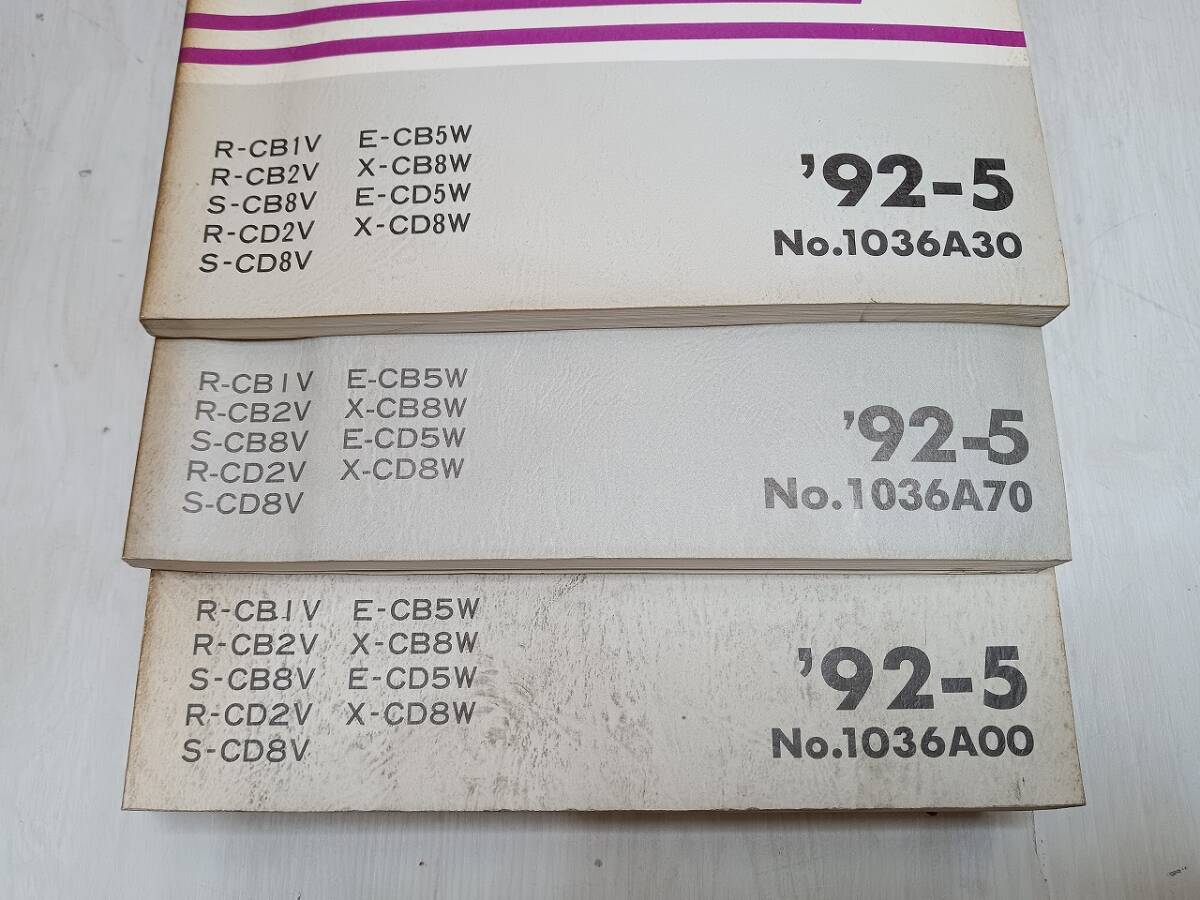 R-CB1V E-CB5W
R-CB2V X-CB8W
S-CB8V E-CD5W
R-CD2V X-CD8W
S-CD8V
'92-5
No.1036A30
R-CB1V E-CB5W
R-CB2V X-CB8W
S-CB8V E-CD5W
R-CD2V X-CD8W
S-CD8V
'92-5
No.1036A70
R-CB1V E-CB5W
R-CB2V X-CB8W
S-CB8V E-CD5W
R-CD2V X-CD8W
S-CD8V
'92-5
No.1036A00